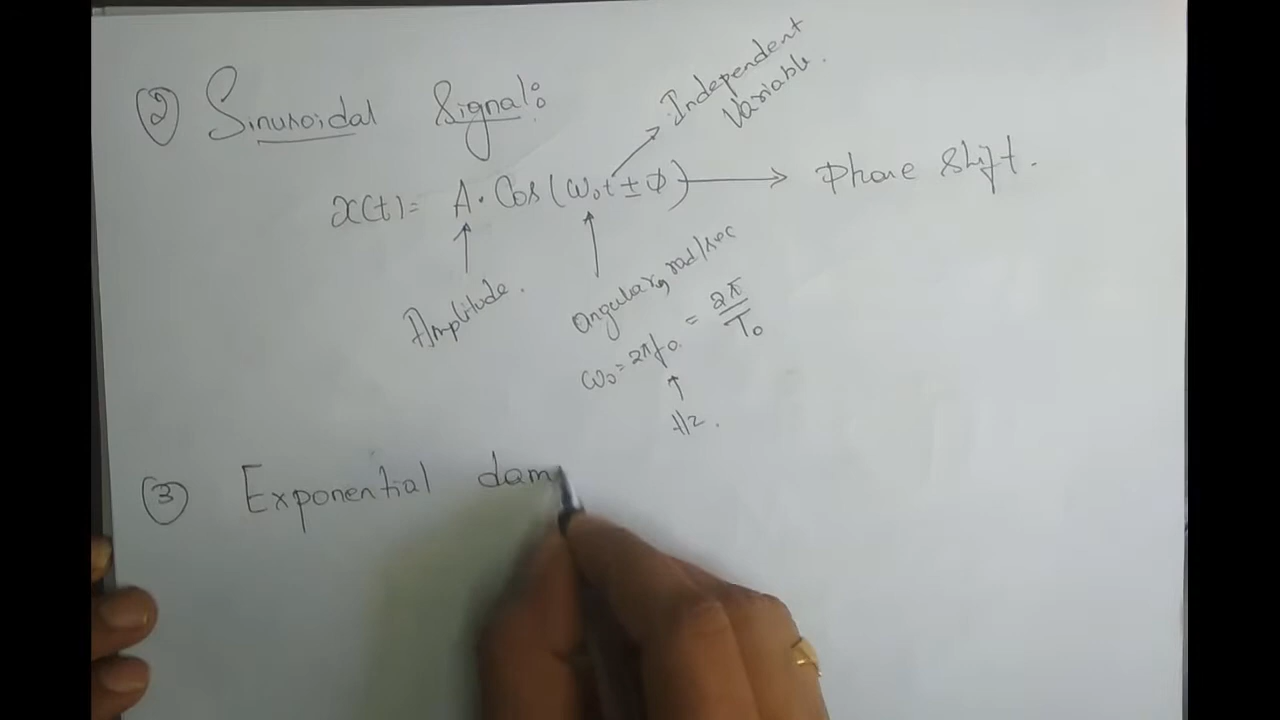 ② Sinusoidal Signal:
Independent
Variable.
x(t) = A. Cos(ω₀t ± φ) → Phase Shift.
Amplitude.
angular, rad/sec
ω₀ = 2πf₀ = 2π/T₀
Hz.
③ Exponential dam